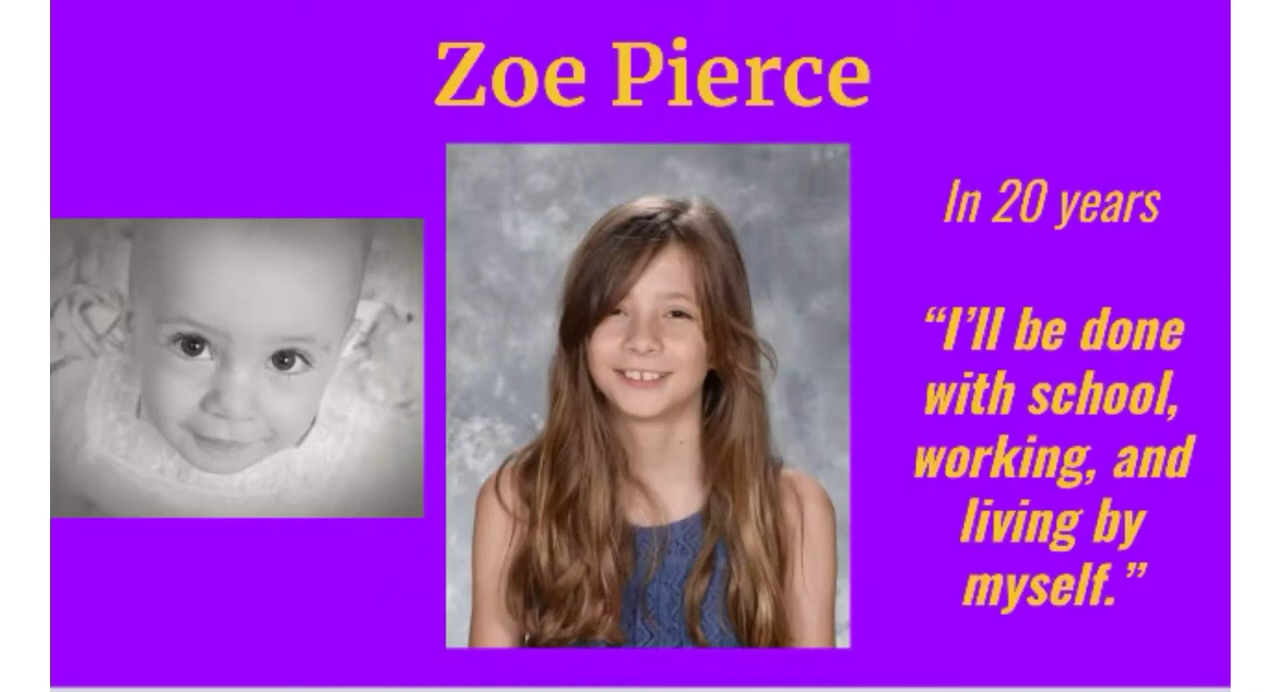 Zoe Pierce
In 20 years
“I’ll be done
with school,
working, and
living by
myself.”